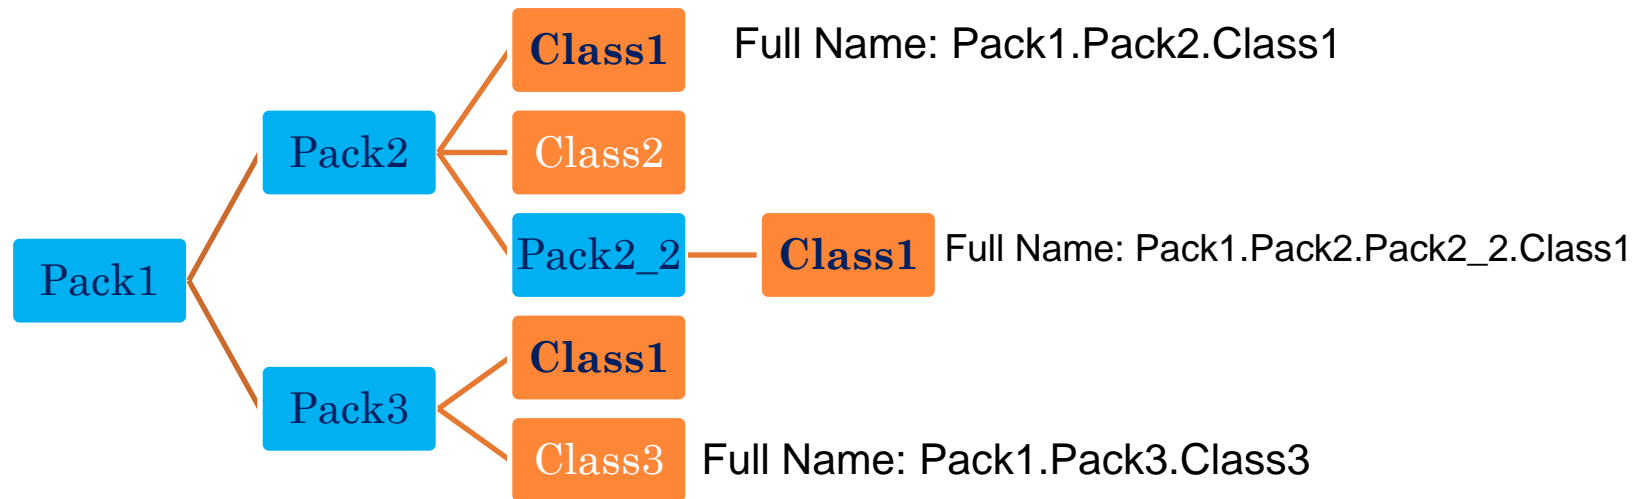 Class1
Full Name: Pack1.Pack2.Class1
Pack2
Class2
Pack1
Pack2_2
Class1
Full Name: Pack1.Pack2.Pack2_2.Class1
Class1
Pack3
Class3
Full Name: Pack1.Pack3.Class3